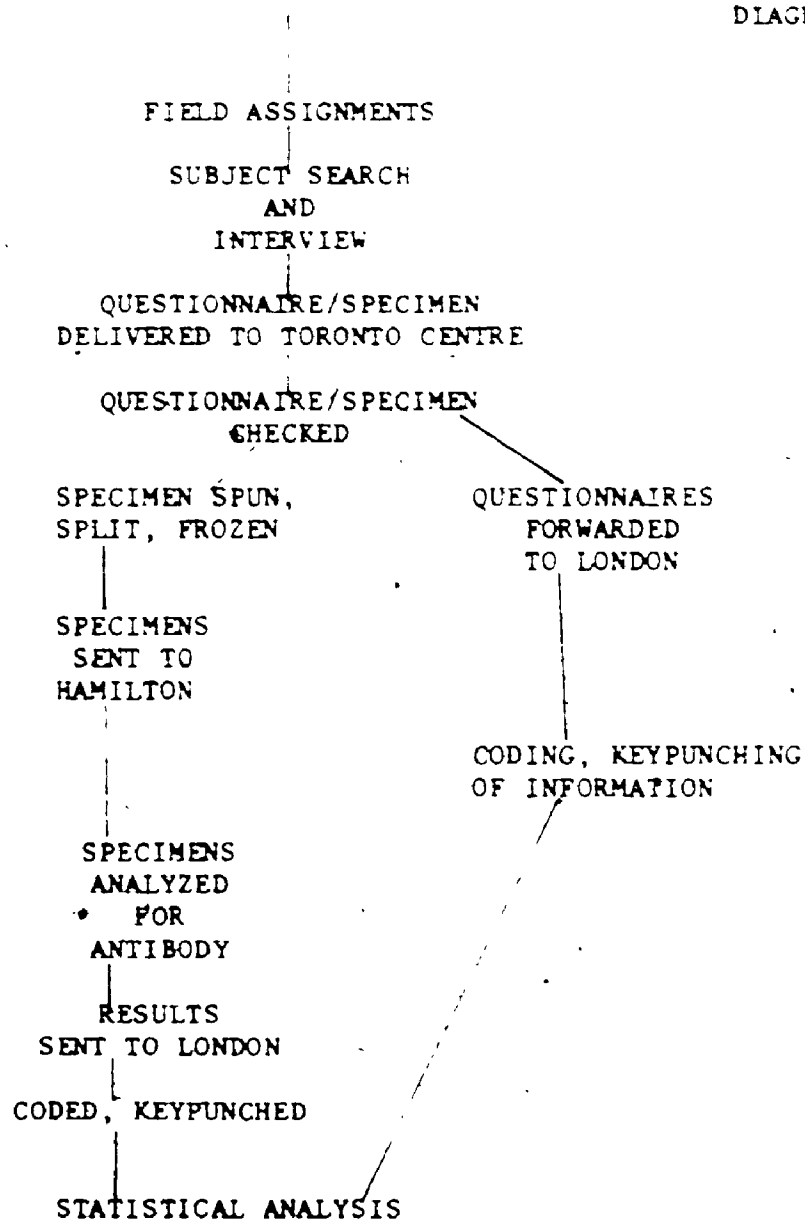 FIELD ASSIGNMENTS
SUBJECT SEARCH
AND
INTERVIEW
QUESTIONNAIRE/SPECIMEN
DELIVERED TO TORONTO CENTRE
QUESTIONNAIRE/SPECIMEN
CHECKED
SPECIMEN SPUN,
SPLIT, FROZEN
QUESTIONNAIRES
FORWARDED
TO LONDON
SPECIMENS
SENT TO
HAMILTON
CODING, KEYPUNCHING
OF INFORMATION
SPECIMENS
ANALYZED
FOR
ANTIBODY
RESULTS
SENT TO LONDON
CODED, KEYPUNCHED
STATISTICAL ANALYSIS